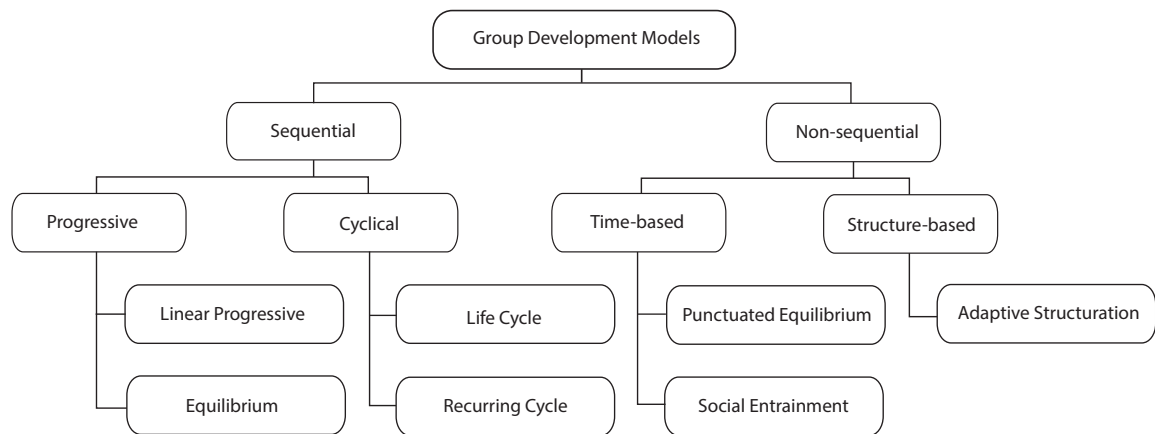 Group Development Models
Sequential
Non-sequential
Progressive
Cyclical
Time-based
Structure-based
Linear Progressive
Life Cycle
Punctuated Equilibrium
Adaptive Structuration
Equilibrium
Recurring Cycle
Social Entrainment